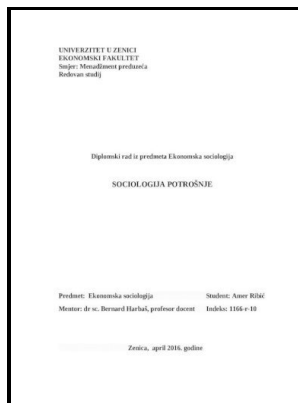 UNIVERZITET U ZENICI
EKONOMSKI FAKULTET
Smjer: Menadžment preduzeća
Redovan studij
Diplomski rad iz predmeta Ekonomska sociologija
SOCIOLOGIJA POTROŠNJE
Predmet: Ekonomska sociologija Student: Amer Ribić
Mentor: dr sc. Bernard Harbaš, profesor docent Indeks: 1166-r-10
Zenica, april 2016. godine